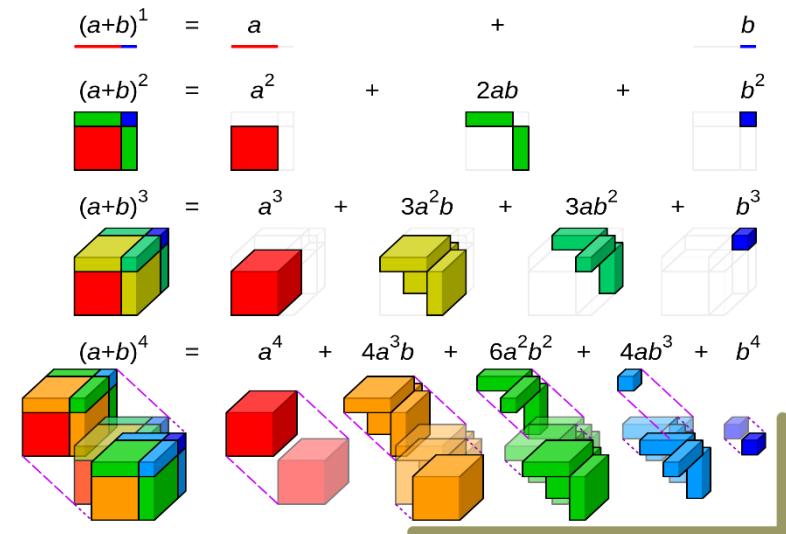 (a+b)¹ = a + b
(a+b)² = a² + 2ab + b²
(a+b)³ = a³ + 3a²b + 3ab² + b³
(a+b)⁴ = a⁴ + 4a³b + 6a²b² + 4ab³ + b⁴